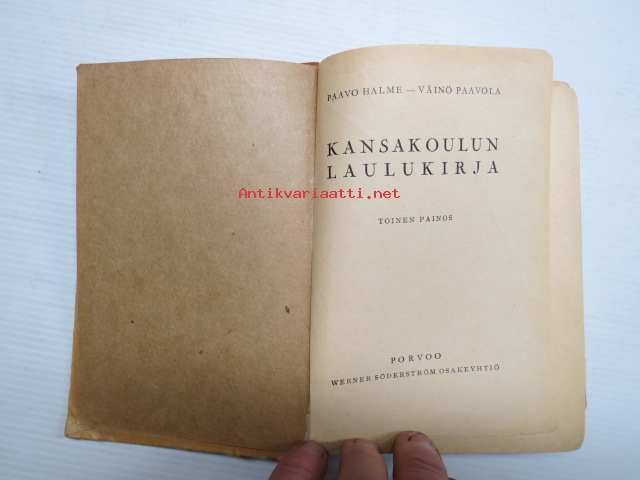 PAAVO HALME — VÄINÖ PAAVOLA
KANSAKOULUN
LAULUKIRJA
Antikvariaatti.net
TOINEN PAINOS
PORVOO
WERNER SÖDERSTRÖM OSAKEYHTIÖ